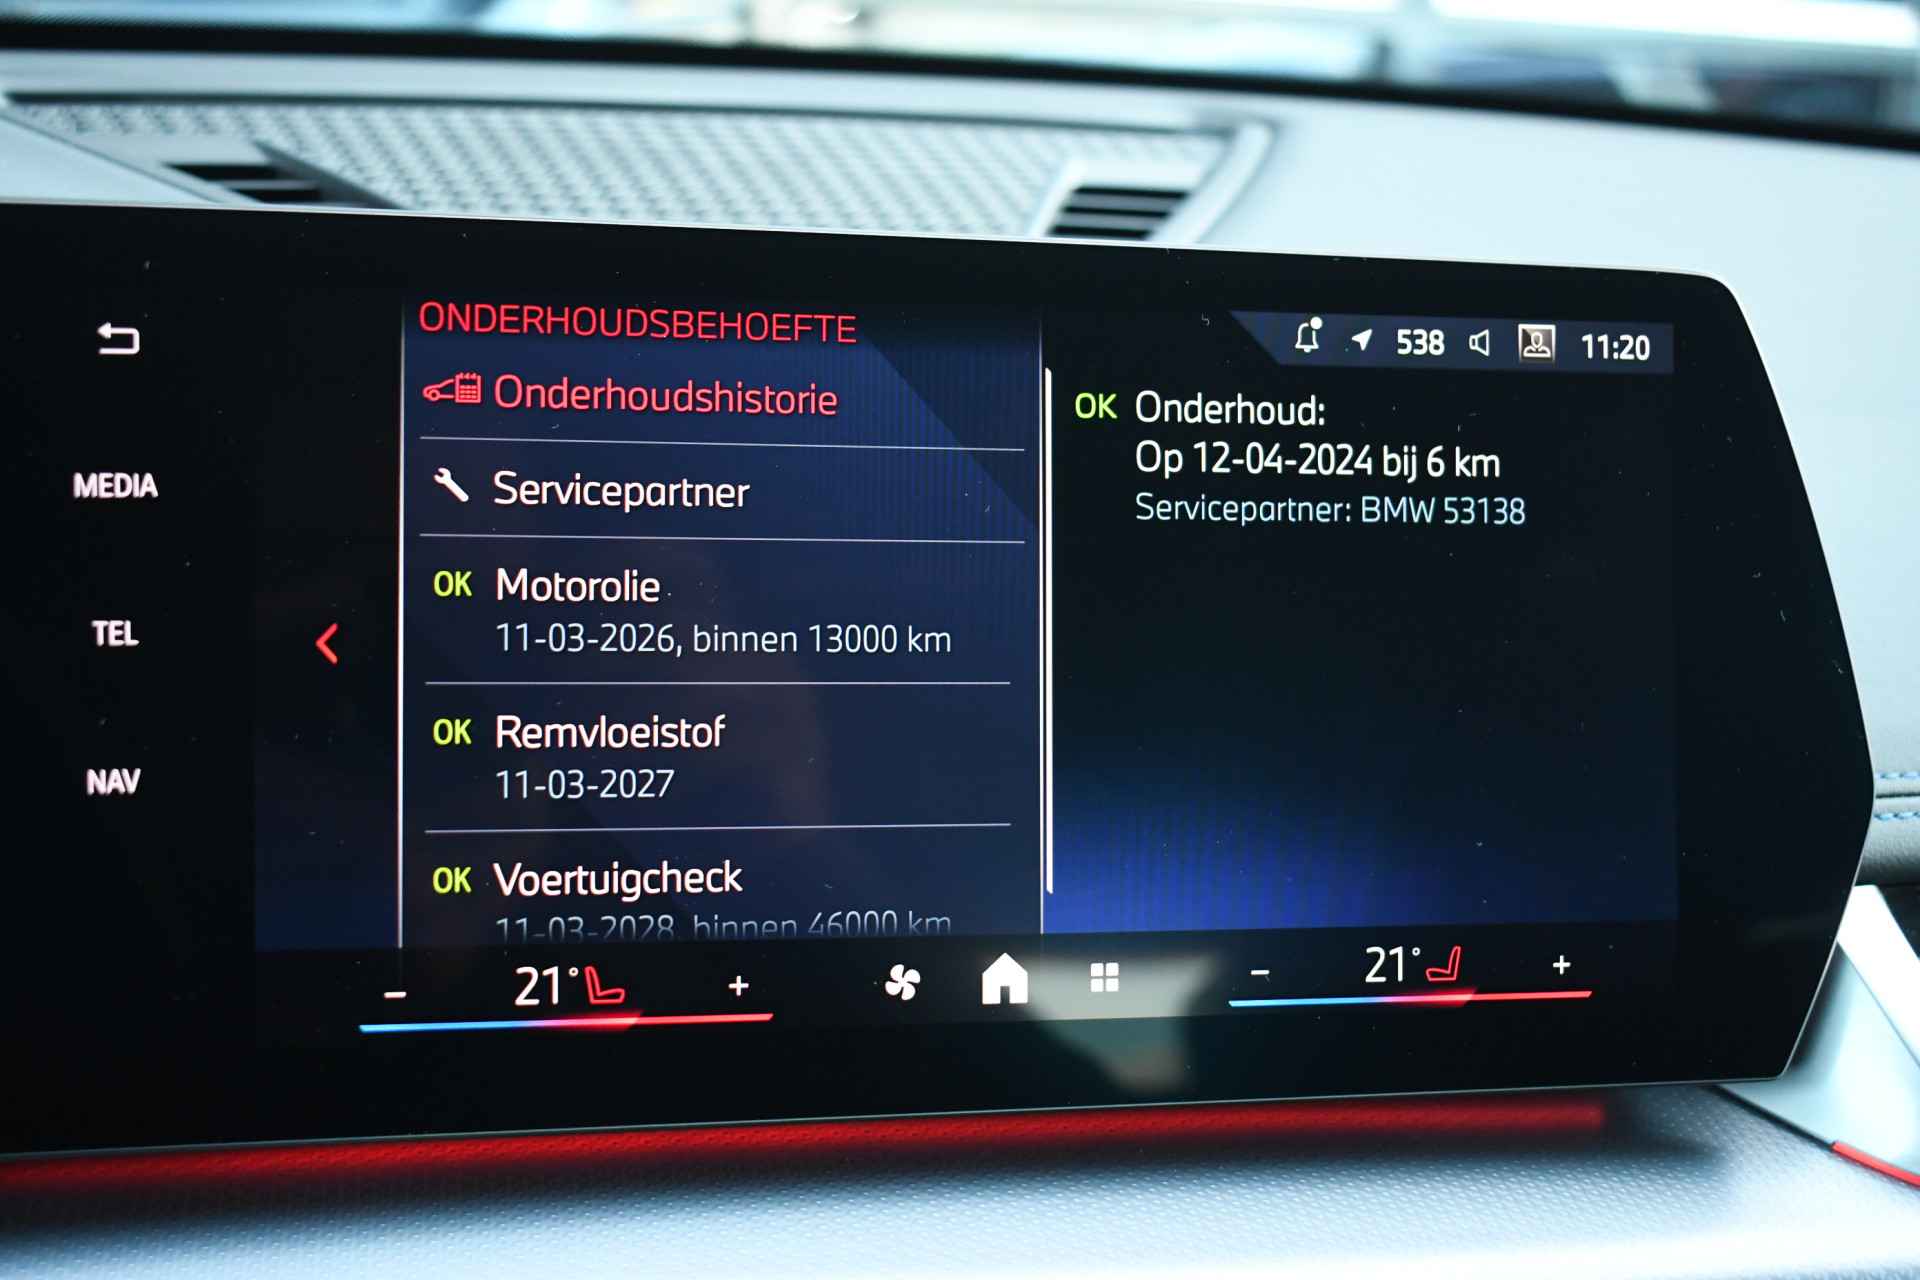 ONDERHOUDSBEHOEFTE
Onderhoudshistorie
Servicepartner
OK Motorolie
11-03-2026, binnen 13000 km
OK Remvloeistof
11-03-2027
OK Voertuigcheck
11-03-2028, binnen 46000 km
538 11:20
OK Onderhoud:
Op 12-04-2024 bij 6 km
Servicepartner: BMW 53138
MEDIA
TEL
NAV
- 21° +
- 21° +